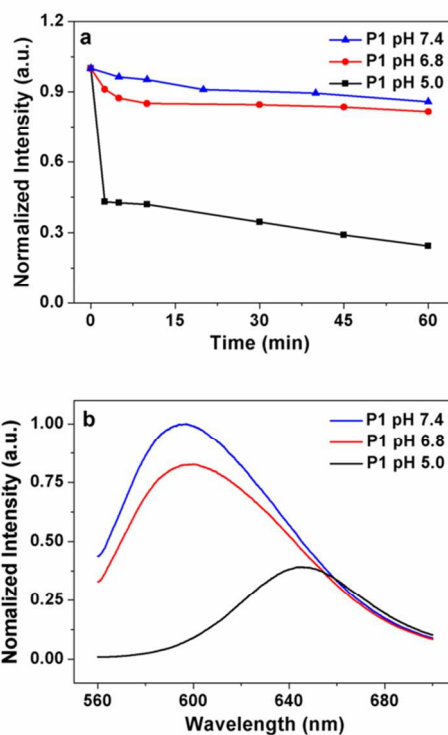 a
P1 pH 7.4
P1 pH 6.8
P1 pH 5.0
Normalized Intensity (a.u.)
1.2
0.9
0.6
0.3
0.0
0 15 30 45 60
Time (min)
b
P1 pH 7.4
P1 pH 6.8
P1 pH 5.0
Nomalized Intensity (a.u.)
1.00
0.75
0.50
0.25
0.00
560 600 640 680
Wavelength (nm)